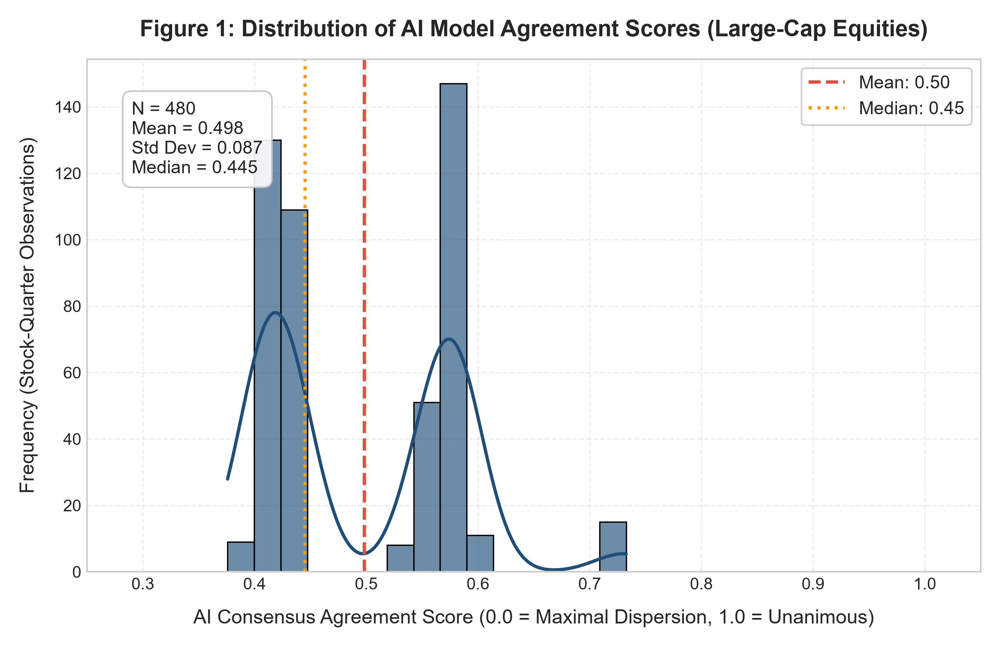 Figure 1: Distribution of AI Model Agreement Scores (Large-Cap Equities)
Mean: 0.50
Median: 0.45
N = 480
Mean = 0.498
Std Dev = 0.087
Median = 0.445
Frequency (Stock-Quarter Observations)
140
120
100
80
60
40
20
0
0.3 0.4 0.5 0.6 0.7 0.8 0.9 1.0
AI Consensus Agreement Score (0.0 = Maximal Dispersion, 1.0 = Unanimous)